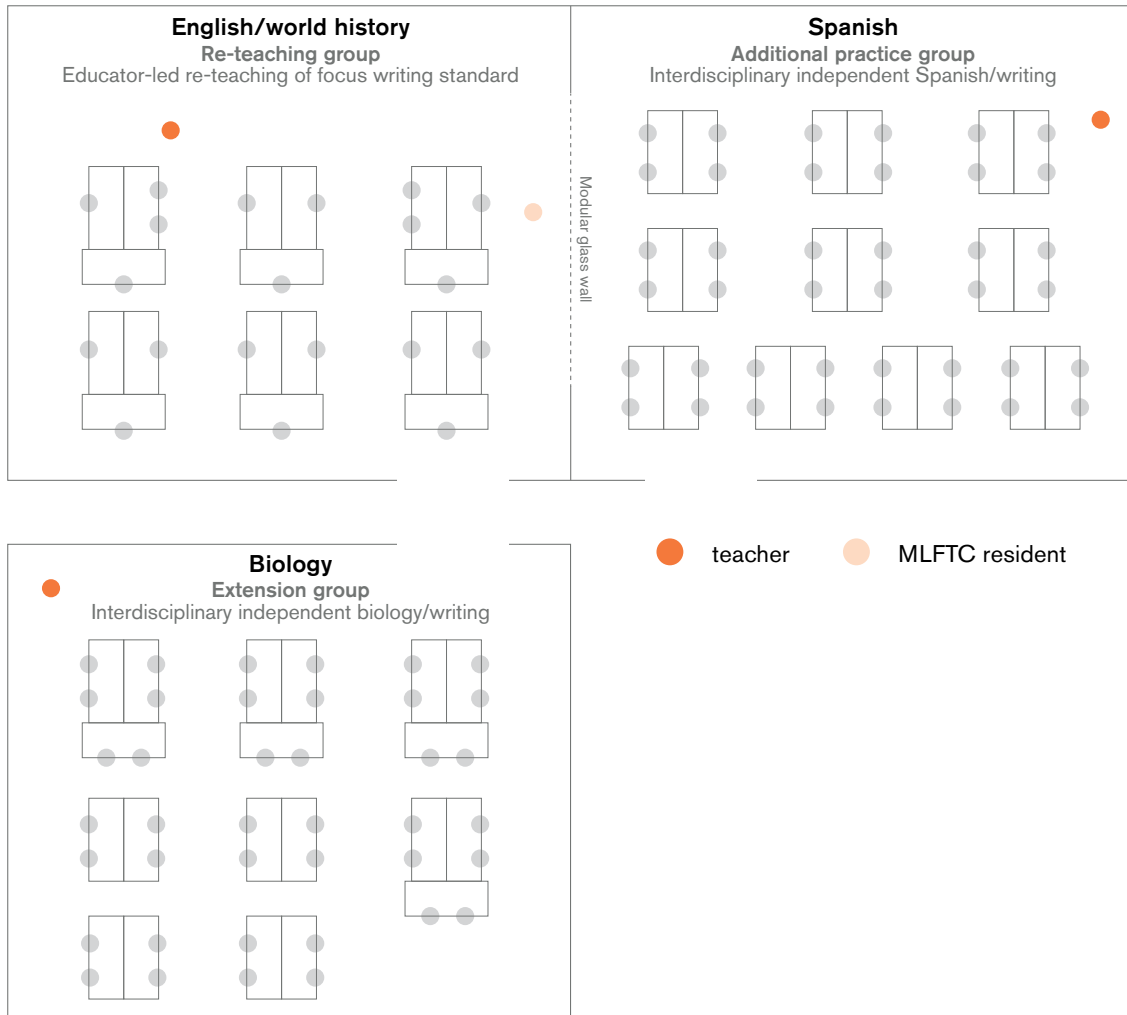 English/world history
Re-teaching group
Educator-led re-teaching of focus writing standard
Spanish
Additional practice group
Interdisciplinary independent Spanish/writing
Modular glass wall
Biology
Extension group
Interdisciplinary independent biology/writing
teacher
MLFTC resident